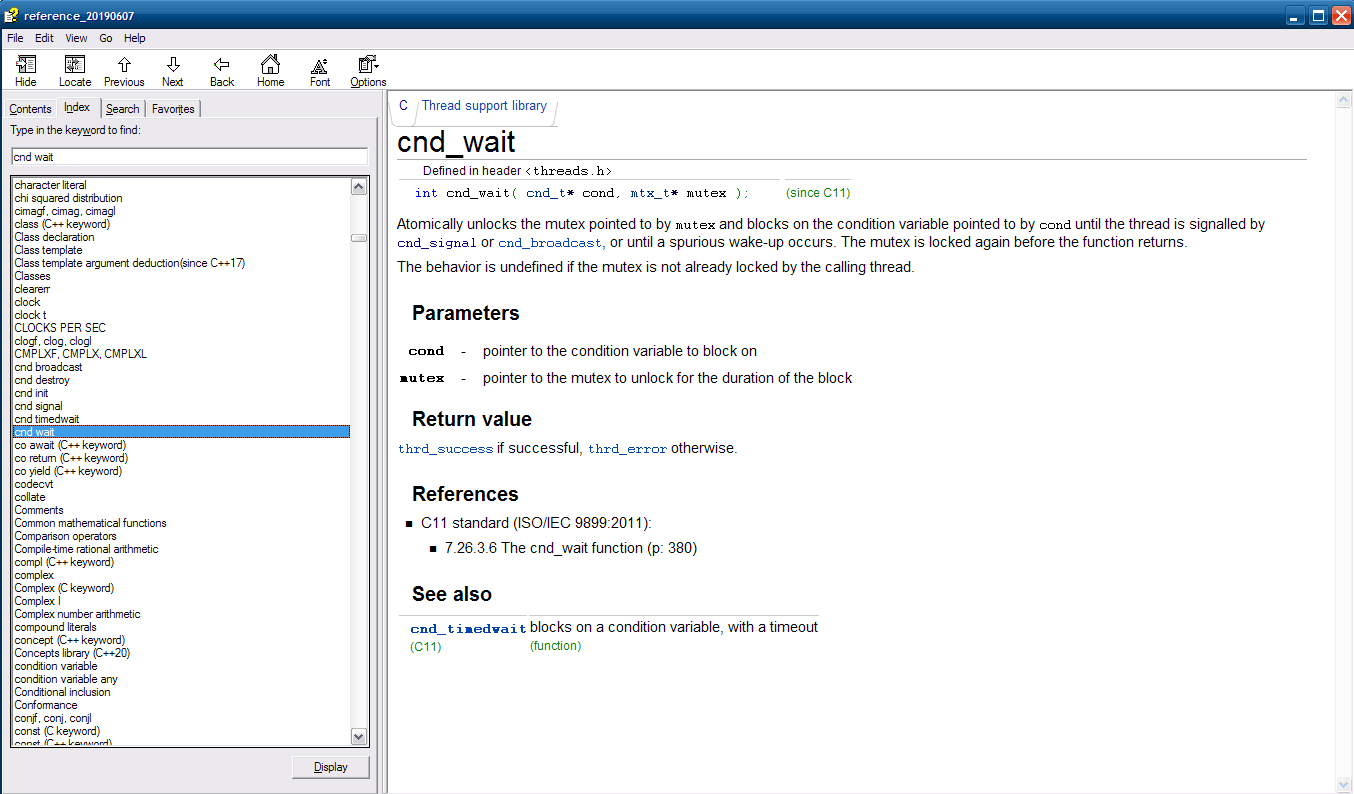 reference_20190607
File Edit View Go Help
Hide Locate Previous Next Back Home Font Options
Contents Index Search Favorites
Type in the keyword to find:
cnd wait
character literal
chi squared distribution
cimagf, cimag, cimagl
class (C++ keyword)
Class declaration
Class template
Class template argument deduction(since C++17)
Classes
clearerr
clock
clock t
CLOCKS PER SEC
clogf, clog, clogl
CMPLXF, CMPLX, CMPLXL
cnd broadcast
cnd destroy
cnd init
cnd signal
cnd timedwait
cnd wait
co await (C++ keyword)
co return (C++ keyword)
co yield (C++ keyword)
codecvt
collate
Comments
Common mathematical functions
Comparison operators
Compile-time rational arithmetic
compl (C++ keyword)
complex
Complex (C keyword)
Complex I
Complex number arithmetic
compound literals
concept (C++ keyword)
Concepts library (C++20)
condition variable
condition variable any
Conditional inclusion
Conformance
conjf, conj, conjl
const (C keyword)
const (C++ keyword)
Display
C Thread support library
cnd_wait
Defined in header <threads.h>
int cnd_wait( cnd_t* cond, mtx_t* mutex ); (since C11)
Atomically unlocks the mutex pointed to by mutex and blocks on the condition variable pointed to by cond until the thread is signalled by
cnd_signal or cnd_broadcast, or until a spurious wake-up occurs. The mutex is locked again before the function returns.
The behavior is undefined if the mutex is not already locked by the calling thread.
Parameters
cond - pointer to the condition variable to block on
mutex - pointer to the mutex to unlock for the duration of the block
Return value
thrd_success if successful, thrd_error otherwise.
References
C11 standard (ISO/IEC 9899:2011):
7.26.3.6 The cnd_wait function (p: 380)
See also
cnd_timedwait blocks on a condition variable, with a timeout
(C11) (function)